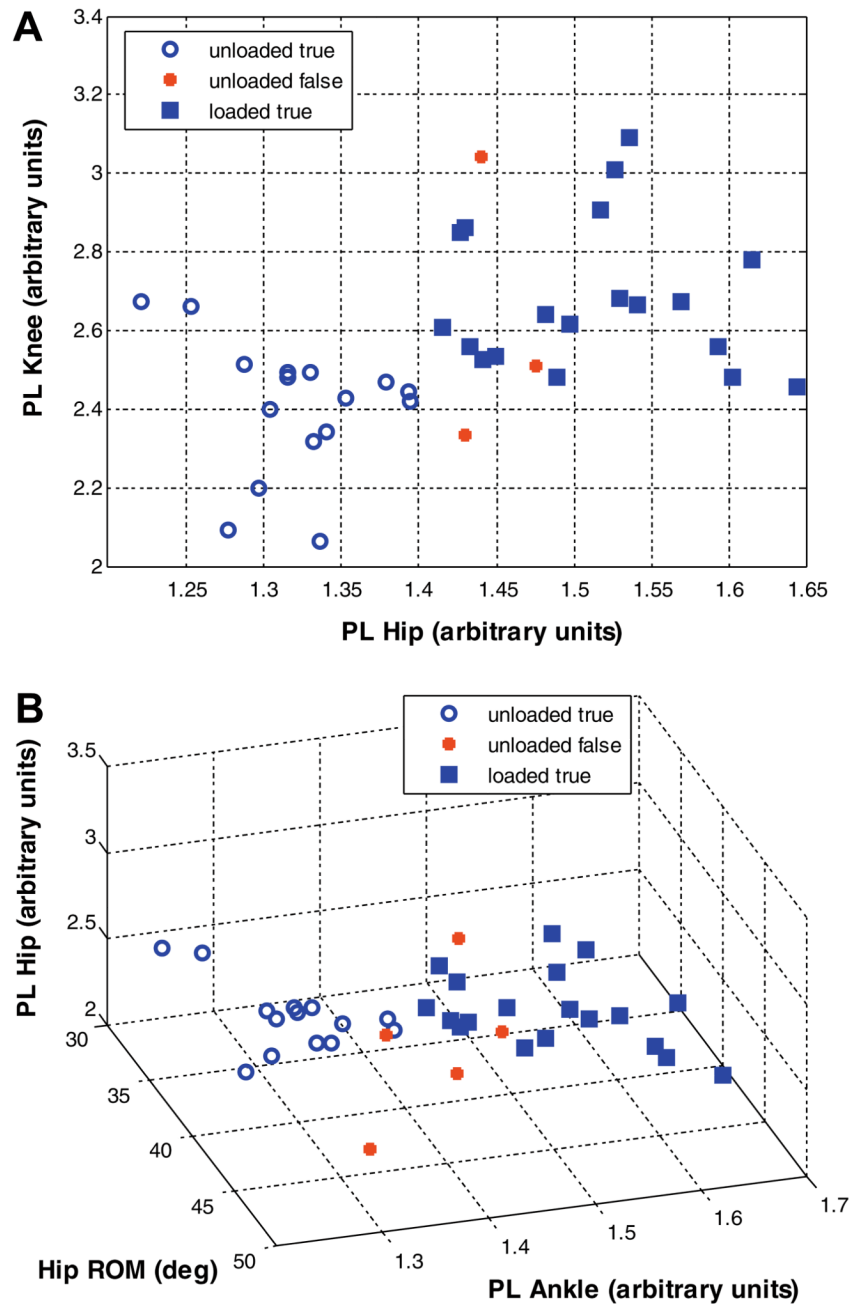 A
3.4
3.2
3
2.8
2.6
2.4
2.2
2
PL Knee (arbitrary units)
unloaded true
unloaded false
loaded true
1.25 1.3 1.35 1.4 1.45 1.5 1.55 1.6 1.65
PL Hip (arbitrary units)
B
unloaded true
unloaded false
loaded true
3.5
3
2.5
2
PL Hip (arbitrary units)
30
35
40
45
50
Hip ROM (deg)
1.3
1.4
1.5
1.6
1.7
PL Ankle (arbitrary units)